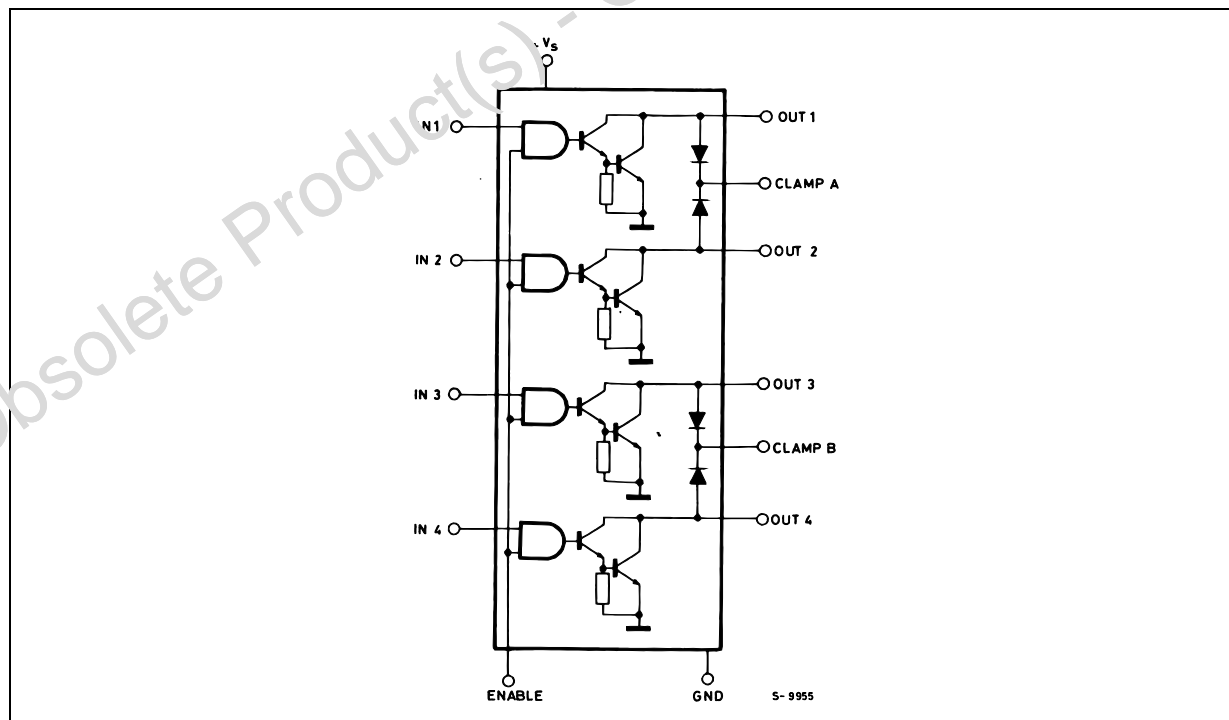 Obsolete Product(s) -
Vs
IN1
OUT 1
CLAMP A
IN 2
OUT 2
IN 3
OUT 3
CLAMP B
IN 4
OUT 4
ENABLE
GND
S-9955